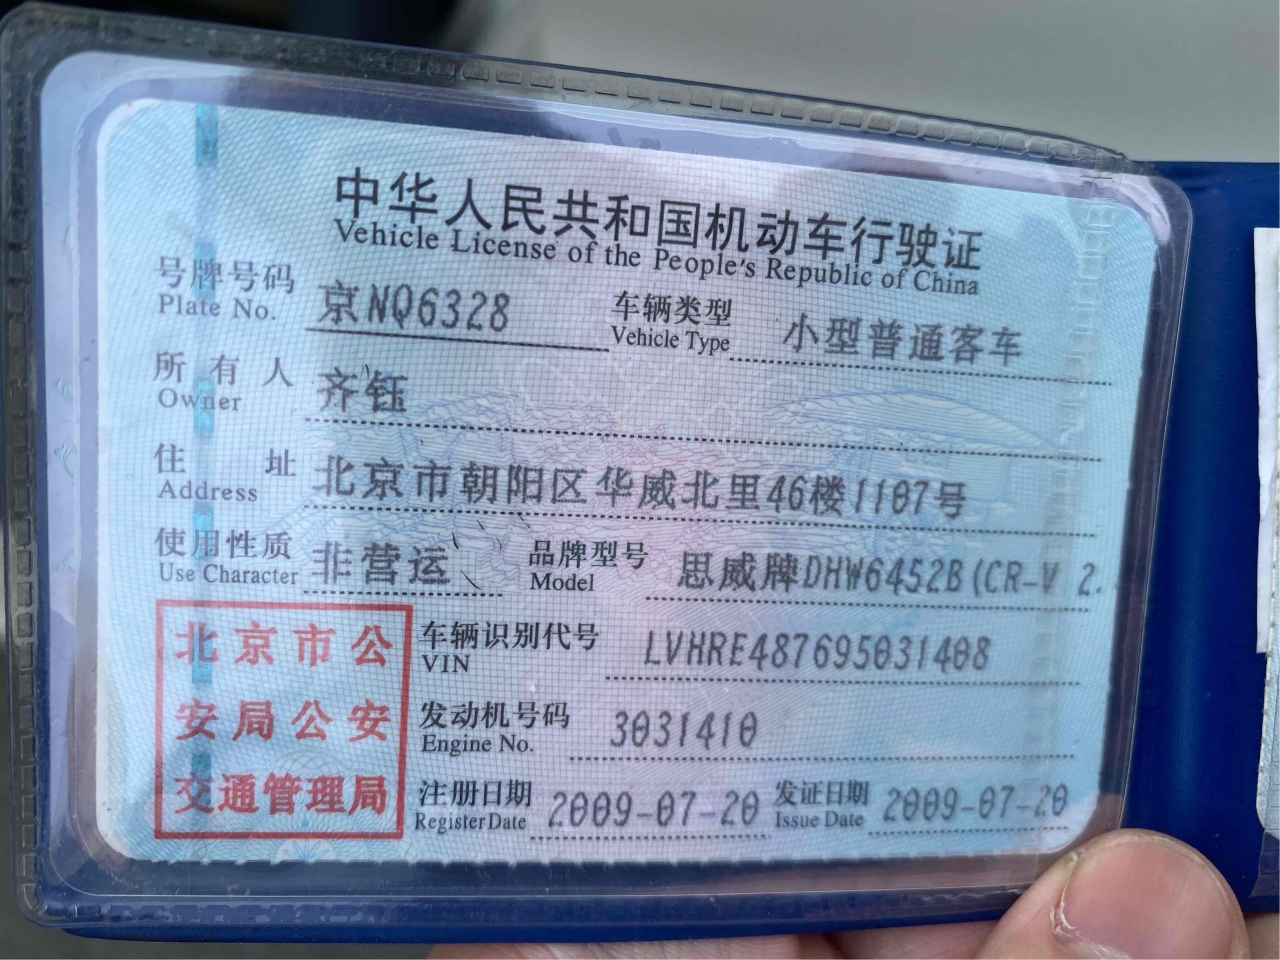 中华人民共和国机动车行驶证
Vehicle License of the People's Republic of China
号牌号码 京NQ6328 车辆类型 小型普通客车
Plate No. Vehicle Type
所有人 齐钰
Owner
住址 北京市朝阳区华威北里46楼1107号
Address
使用性质 非营运 品牌型号 思威牌DHW6452B(CR-V 2.
Use Character Model
北京市公 车辆识别代号 LVHRE487695031408
VIN
安局公安 发动机号码 3031410
Engine No.
交通管理局 注册日期 2009-07-20 发证日期 2009-07-20
Register Date Issue Date